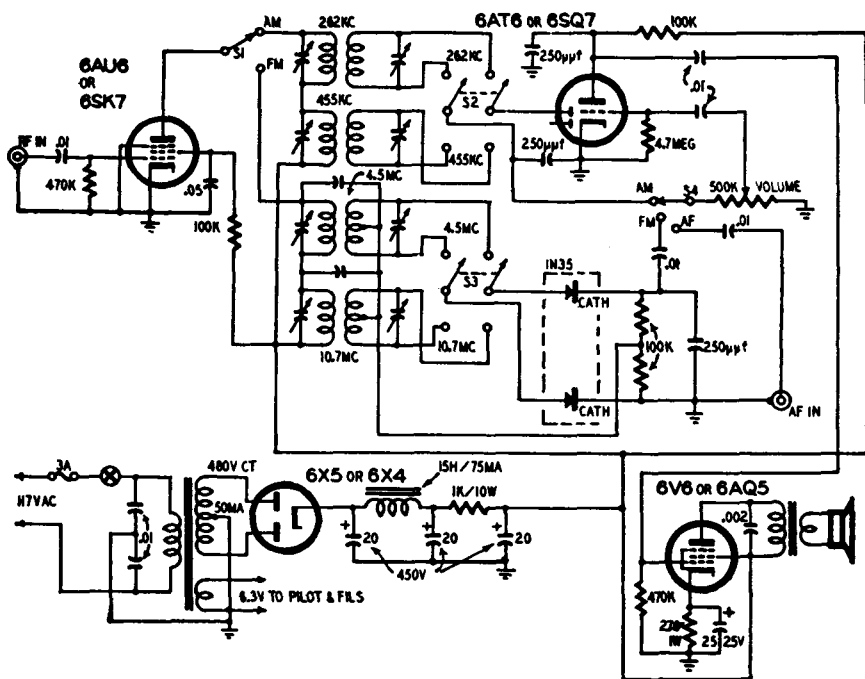 AM
S1
FM
262KC
262KC
6AT6 OR 6SQ7
100K
250μμf
.01
6AU6
OR
6SK7
RF IN
.01
470K
.05
100K
455KC
S2
455KC
250μμf
4.7MEG
4.5MC
4.5MC
S3
10.7MC
10.7MC
AM
S4
500K
VOLUME
FM
AF
.01
.01
IN35
CATH
100K
250μμf
CATH
AF IN
3A
117VAC
.01
480V CT
50MA
6X5 OR 6X4
15H/75MA
1K/10W
20
20
20
450V
6.3V TO PILOT & FILS
6V6 OR 6AQ5
.002
470K
1W
25-25V